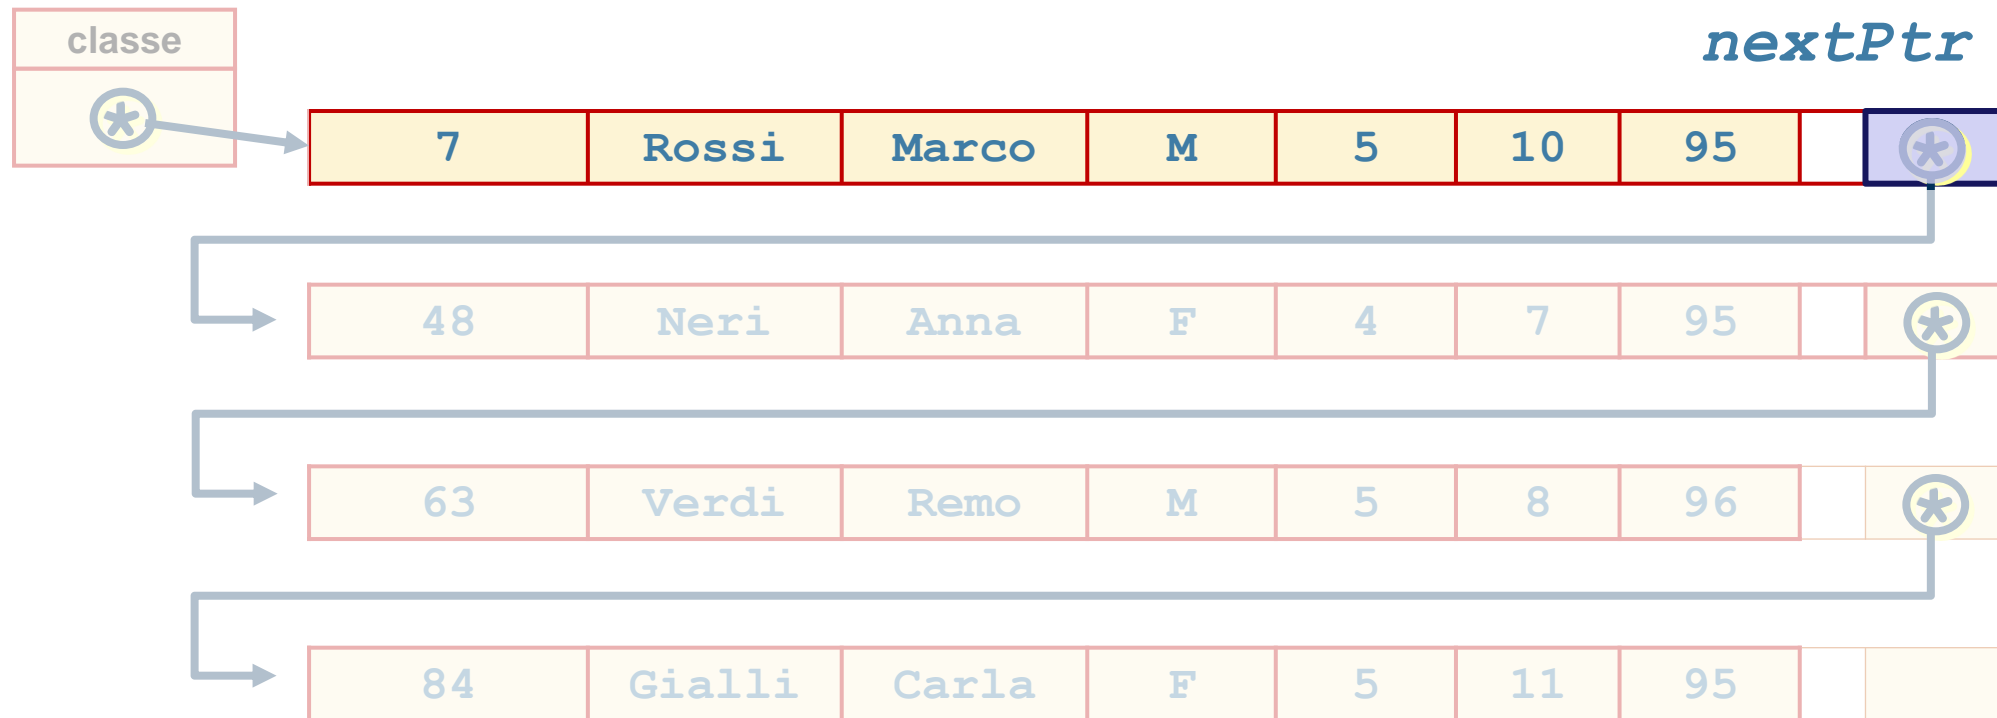 classe
nextPtr
*
7 Rossi Marco M 5 10 95 *
48 Neri Anna F 4 7 95 *
63 Verdi Remo M 5 8 96 *
84 Gialli Carla F 5 11 95